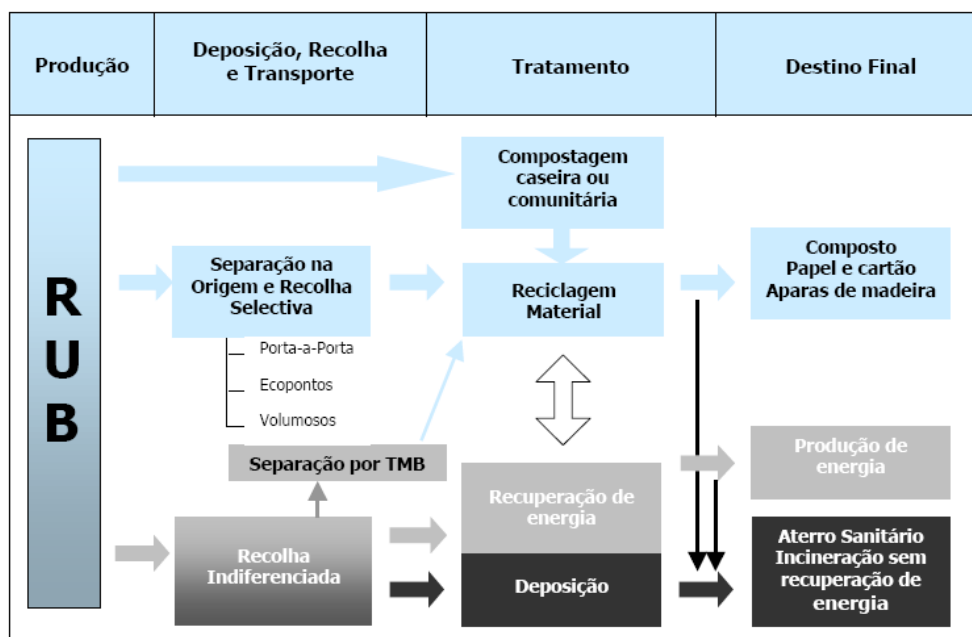 Produção
Deposição, Recolha
e Transporte
Tratamento
Destino Final
R
U
B
Compostagem
caseira ou
comunitária
Separação na
Origem e Recolha
Selectiva
Reciclagem
Material
Composto
Papel e cartão
Aparas de madeira
Porta-a-Porta
Ecopontos
Volumosos
Separação por TMB
Recuperação de
energia
Produção de
energia
Recolha
Indiferenciada
Deposição
Aterro Sanitário
Incineração sem
recuperação de
energia